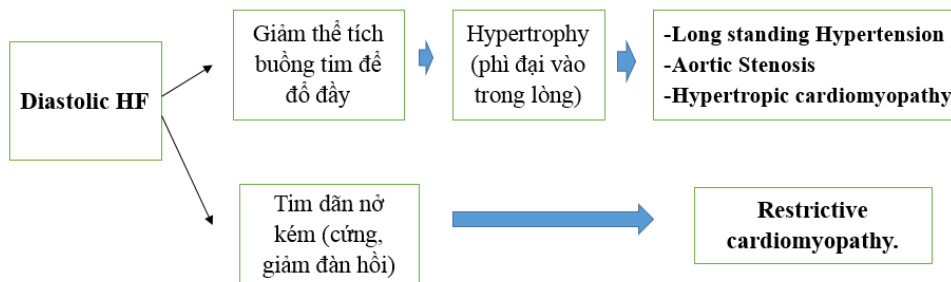 Diastolic HF
Giảm thể tích
buồng tim để
đổ đầy
Hypertrophy
(phì đại vào
trong lòng)
-Long standing Hypertension
-Aortic Stenosis
-Hypertropic cardiomyopathy
Tim dãn nở
kém (cứng,
giảm đàn hồi)
Restrictive
cardiomyopathy.